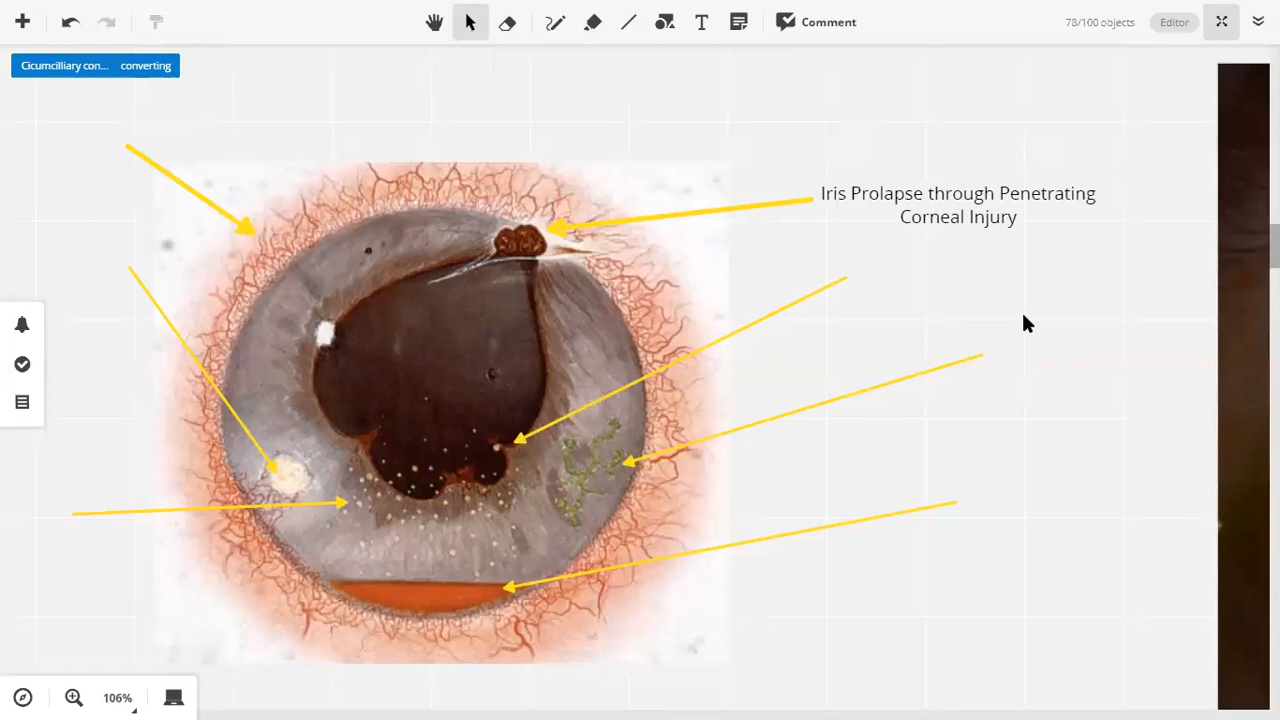 Comment
78/100 objects
Editor
Cicumcilliary con... converting
Iris Prolapse through Penetrating
Corneal Injury
106%